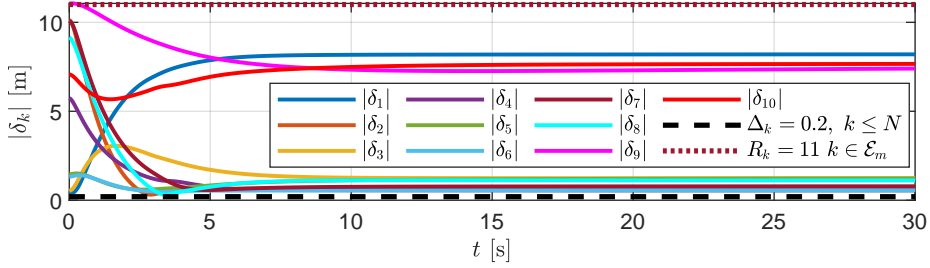 10
5
0
|δ_k| [m]
|δ_1| |δ_4| |δ_7| |δ_10|
|δ_2| |δ_5| |δ_8| Δ_k = 0.2, k ≤ N
|δ_3| |δ_6| |δ_9| R_k = 11 k ∈ ℰ_m
0 5 10 15 20 25 30
t [s]